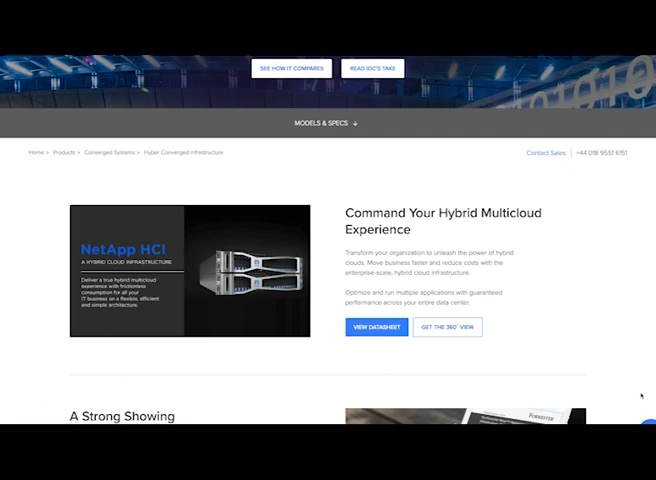 SEE HOW IT COMPARES
READ IDC'S TAKE
MODELS & SPECS ↓
Home > Products > Converged Systems > Hyper Converged Infrastructure
Contact Sales | +44 018 9551 6151
NetApp HCI
A HYBRID CLOUD INFRASTRUCTURE
Deliver a true hybrid multicloud
experience with frictionless
consumption for all your
IT business on a flexible, efficient
and simple architecture.
Command Your Hybrid Multicloud
Experience
Transform your organization to unleash the power of hybrid
clouds. Move business faster and reduce costs with the
enterprise-scale, hybrid cloud infrastructure.
Optimize and run multiple applications with guaranteed
performance across your entire data center.
VIEW DATASHEET
GET THE 360° VIEW
A Strong Showing
FORRESTER